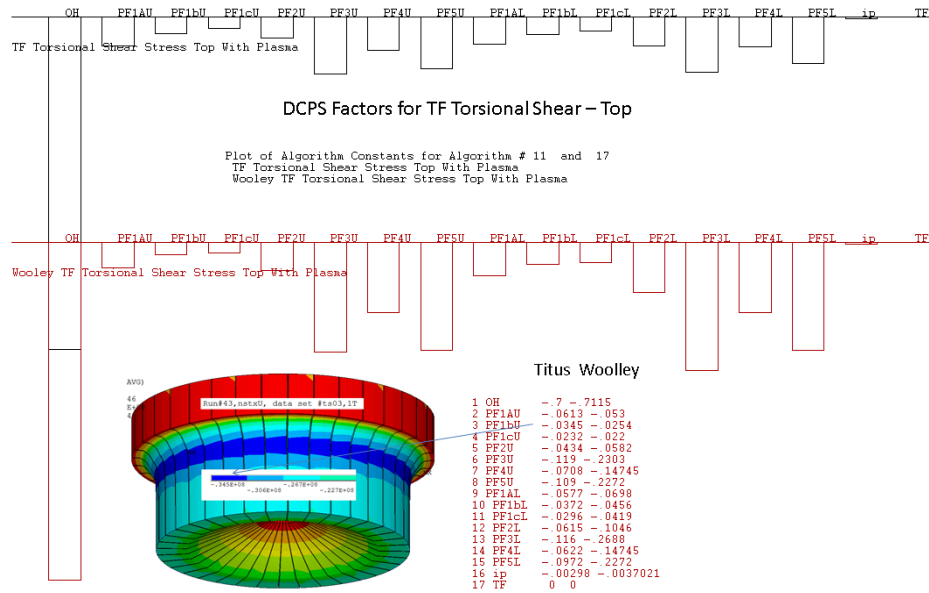 OH PF1AU PF1bU PF1cU PF2U PF3U PF4U PF5U PF1AL PF1bL PF1cL PF2L PF3L PF4L PF5L ip TF
TF Torsional Shear Stress Top With Plasma
DCPS Factors for TF Torsional Shear – Top
Plot of Algorithm Constants for Algorithm # 11 and 17
TF Torsional Shear Stress Top With Plasma
Wooley TF Torsional Shear Stress Top With Plasma
OH PF1AU PF1bU PF1cU PF2U PF3U PF4U PF5U PF1AL PF1bL PF1cL PF2L PF3L PF4L PF5L ip TF
Wooley TF Torsional Shear Stress Top With Plasma
Titus Woolley
AVG)
46
E+
4
Run#43,nstxU, data set #ts03,1T
-.345E+08 -.267E+08
-.306E+08 -.227E+08
1 OH -.7 -.7115
2 PF1AU -.0613 -.053
3 PF1bU -.0345 -.0254
4 PF1cU -.0232 -.022
5 PF2U -.0434 -.0582
6 PF3U -.119 -.2303
7 PF4U -.0708 -.14745
8 PF5U -.109 -.2272
9 PF1AL -.0577 -.0698
10 PF1bL -.0372 -.0456
11 PF1cL -.0296 -.0419
12 PF2L -.0615 -.1046
13 PF3L -.116 -.2688
14 PF4L -.0622 -.14745
15 PF5L -.0972 -.2272
16 ip -.00298 -.0037021
17 TF 0 0